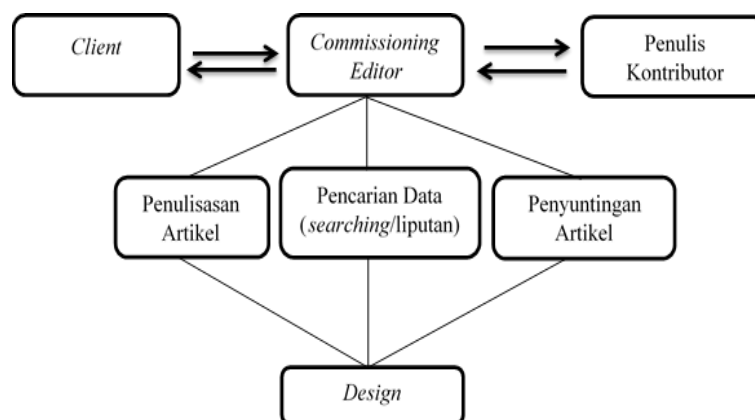 Client
Commissioning
Editor
Penulis
Kontributor
Penulisasan
Artikel
Pencarian Data
(searching/liputan)
Penyuntingan
Artikel
Design